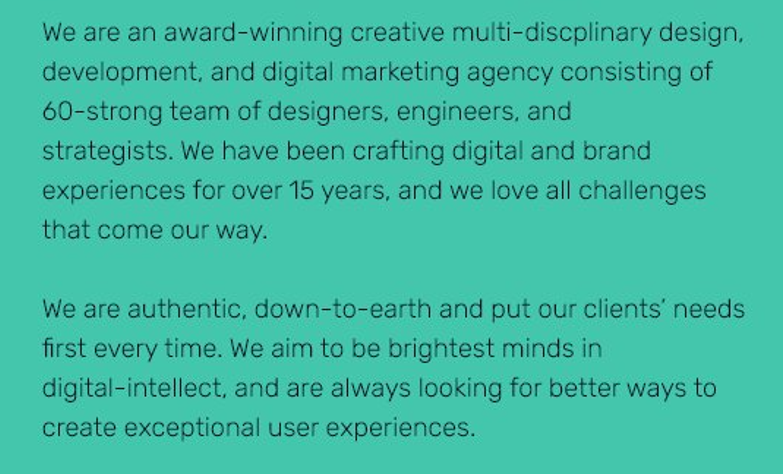 We are an award-winning creative multi-discplinary design,
development, and digital marketing agency consisting of
60-strong team of designers, engineers, and
strategists. We have been crafting digital and brand
experiences for over 15 years, and we love all challenges
that come our way.
We are authentic, down-to-earth and put our clients’ needs
first every time. We aim to be brightest minds in
digital-intellect, and are always looking for better ways to
create exceptional user experiences.